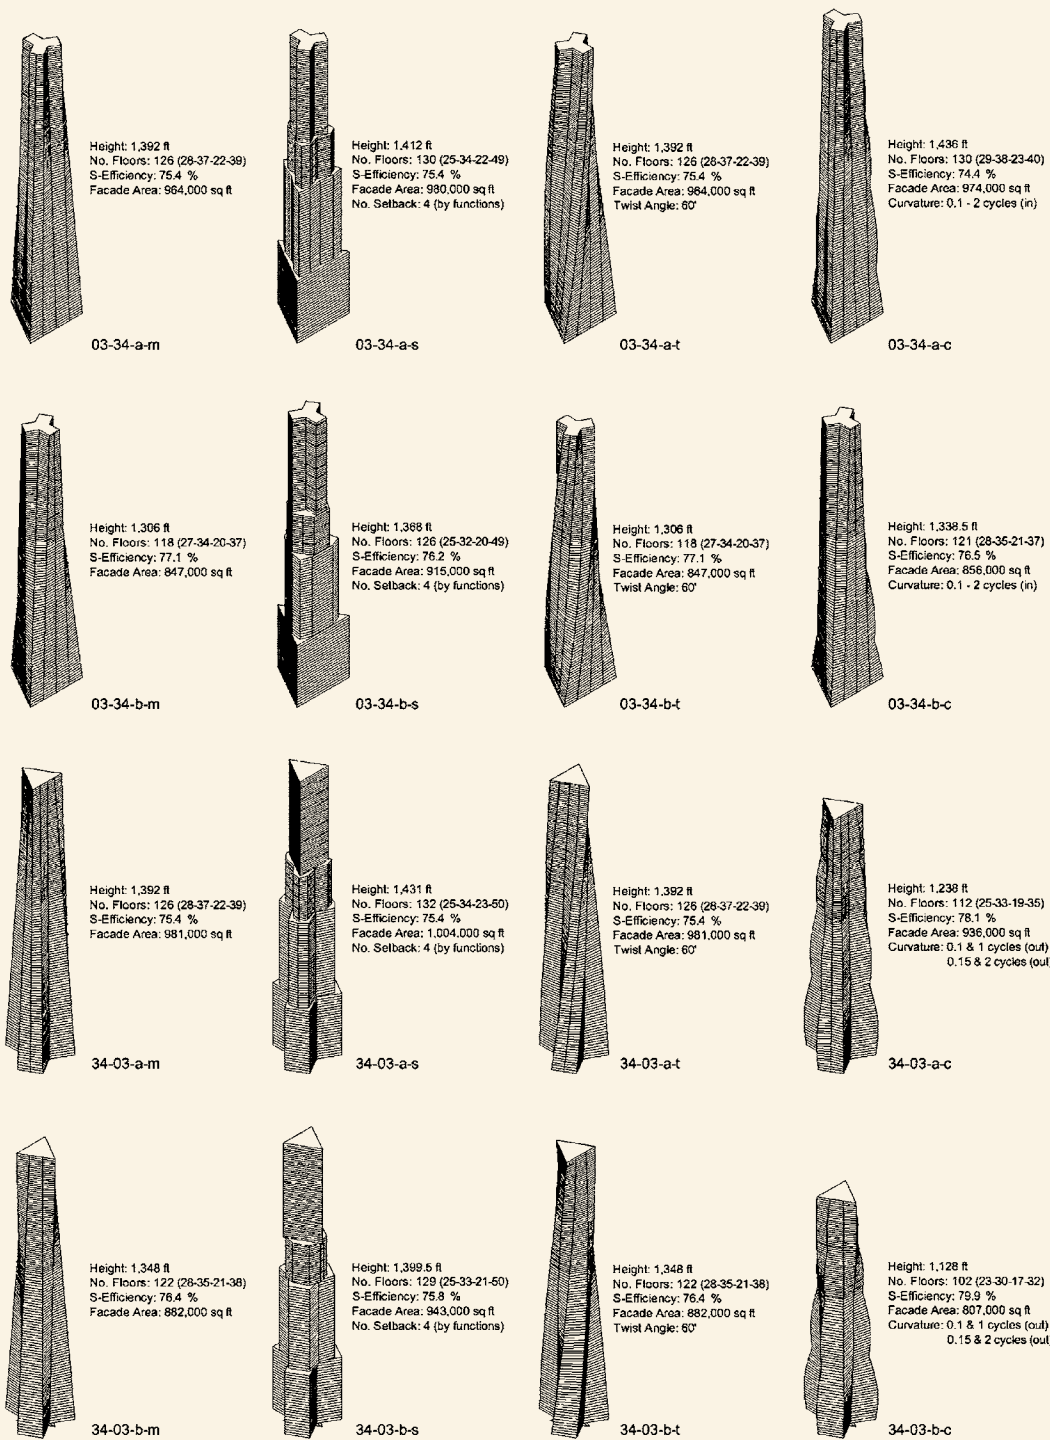 Height: 1,392 ft
No. Floors: 126 (28-37-22-39)
S-Efficiency: 75.4 %
Facade Area: 964,000 sq ft
03-34-a-m
Height: 1,412 ft
No. Floors: 130 (25-34-22-49)
S-Efficiency: 75.4 %
Facade Area: 980,000 sq ft
No. Setback: 4 (by functions)
03-34-a-s
Height: 1,392 ft
No. Floors: 126 (28-37-22-39)
S-Efficiency: 75.4 %
Facade Area: 964,000 sq ft
Twist Angle: 60°
03-34-a-t
Height: 1,436 ft
No. Floors: 130 (29-38-23-40)
S-Efficiency: 74.4 %
Facade Area: 974,000 sq ft
Curvature: 0.1 - 2 cycles (in)
03-34-a-c
Height: 1,306 ft
No. Floors: 118 (27-34-20-37)
S-Efficiency: 77.1 %
Facade Area: 847,000 sq ft
03-34-b-m
Height: 1,368 ft
No. Floors: 126 (25-32-20-49)
S-Efficiency: 76.2 %
Facade Area: 915,000 sq ft
No. Setback: 4 (by functions)
03-34-b-s
Height: 1,306 ft
No. Floors: 118 (27-34-20-37)
S-Efficiency: 77.1 %
Facade Area: 847,000 sq ft
Twist Angle: 60°
03-34-b-t
Height: 1,338.5 ft
No. Floors: 121 (28-35-21-37)
S-Efficiency: 76.5 %
Facade Area: 856,000 sq ft
Curvature: 0.1 - 2 cycles (in)
03-34-b-c
Height: 1,392 ft
No. Floors: 126 (28-37-22-39)
S-Efficiency: 75.4 %
Facade Area: 981,000 sq ft
34-03-a-m
Height: 1,431 ft
No. Floors: 132 (25-34-23-50)
S-Efficiency: 75.4 %
Facade Area: 1,004,000 sq ft
No. Setback: 4 (by functions)
34-03-a-s
Height: 1,392 ft
No. Floors: 126 (28-37-22-39)
S-Efficiency: 75.4 %
Facade Area: 981,000 sq ft
Twist Angle: 60°
34-03-a-t
Height: 1,238 ft
No. Floors: 112 (25-33-19-35)
S-Efficiency: 78.1 %
Facade Area: 936,000 sq ft
Curvature: 0.1 & 1 cycles (out)
0.15 & 2 cycles (out
34-03-a-c
Height: 1,348 ft
No. Floors: 122 (28-35-21-38)
S-Efficiency: 76.4 %
Facade Area: 882,000 sq ft
34-03-b-m
Height: 1,399.5 ft
No. Floors: 129 (25-33-21-50)
S-Efficiency: 75.8 %
Facade Area: 943,000 sq ft
No. Setback: 4 (by functions)
34-03-b-s
Height: 1,348 ft
No. Floors: 122 (28-35-21-38)
S-Efficiency: 76.4 %
Facade Area: 882,000 sq ft
Twist Angle: 60°
34-03-b-t
Height: 1,128 ft
No. Floors: 102 (23-30-17-32)
S-Efficiency: 79.9 %
Facade Area: 807,000 sq ft
Curvature: 0.1 & 1 cycles (out)
0.15 & 2 cycles (out
34-03-b-c